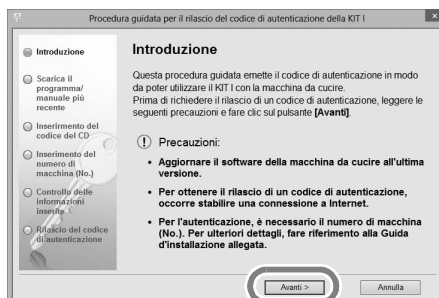 Procedura guidata per il rilascio del codice di autenticazione della KIT I
Introduzione
Scarica il
programma/
manuale più
recente
Inserirmento del
codice del CD
Inserimento del
numero di
macchina (No.)
Controllo delle
informazioni
inserite
Rilascio del codice
di autenticazione
Introduzione
Questa procedura guidata emette il codice di autenticazione in modo
da poter utilizzare il KIT I con la macchina da cucire.
Prima di richiedere il rilascio di un codice di autenticazione, leggere le
seguenti precauzioni e fare clic sul pulsante [Avanti].
Precauzioni:
• Aggiornare il software della macchina da cucire all'ultima
versione.
• Per ottenere il rilascio di un codice di autenticazione,
occorre stabilire una connessione a Internet.
• Per l'autenticazione, è necessario il numero di macchina
(No.). Per ulteriori dettagli, fare riferimento alla Guida
d'installazione allegata.
Avanti >
Annulla